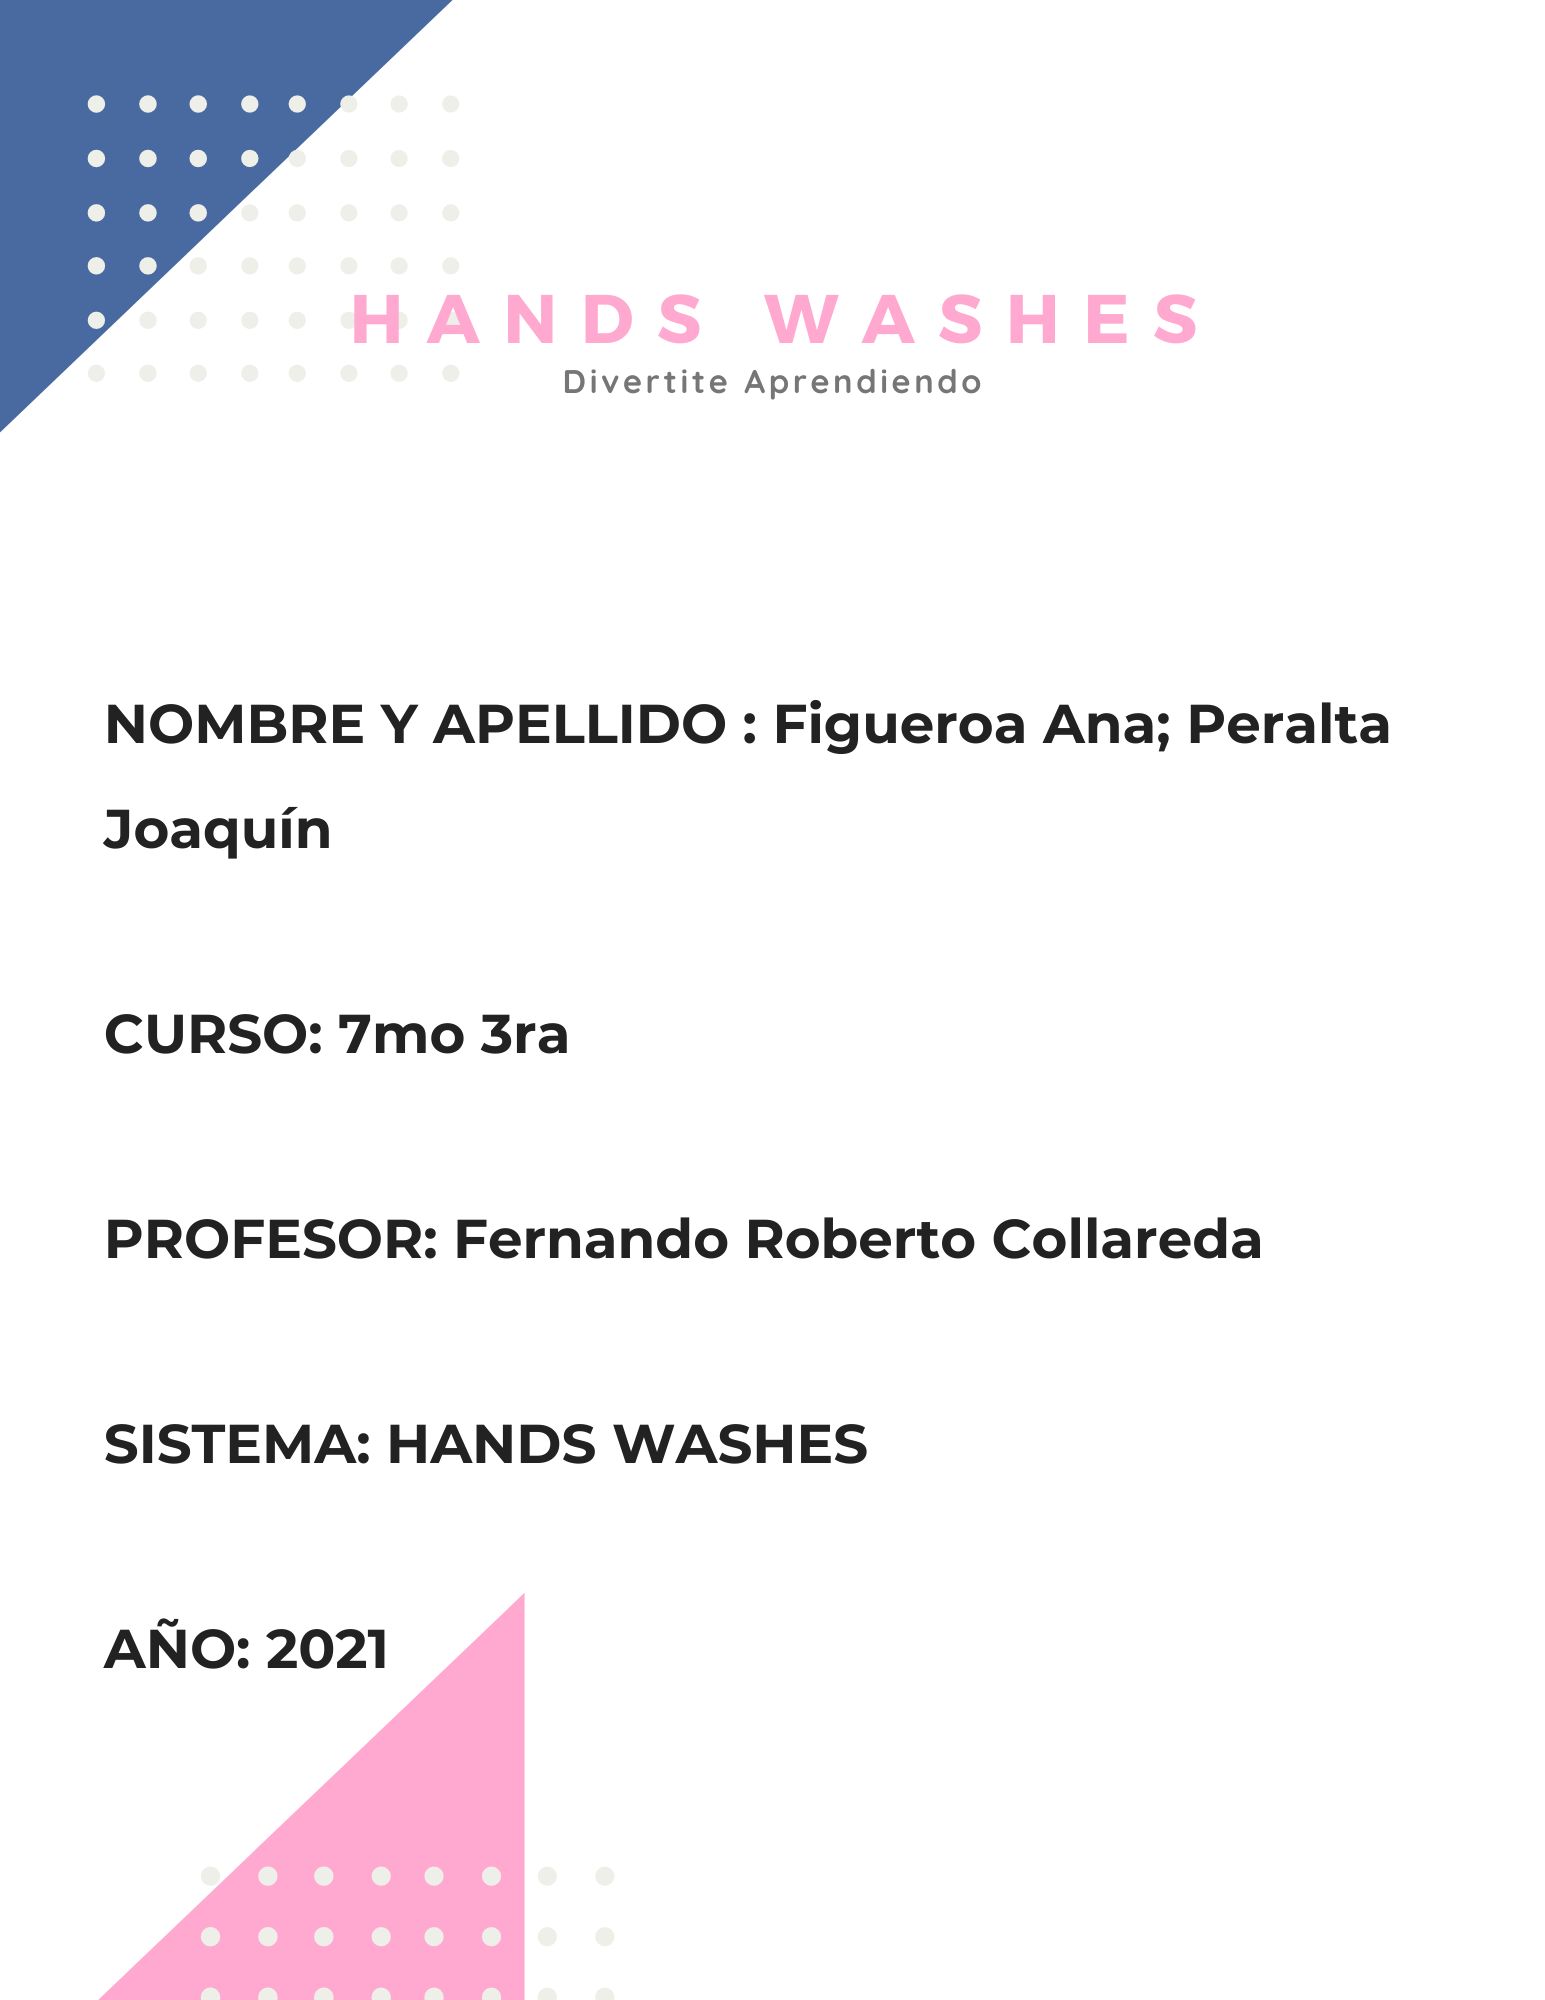 HANDS WASHES
Divertite Aprendiendo
NOMBRE Y APELLIDO : Figueroa Ana; Peralta
Joaquín
CURSO: 7mo 3ra
PROFESOR: Fernando Roberto Collareda
SISTEMA: HANDS WASHES
AÑO: 2021